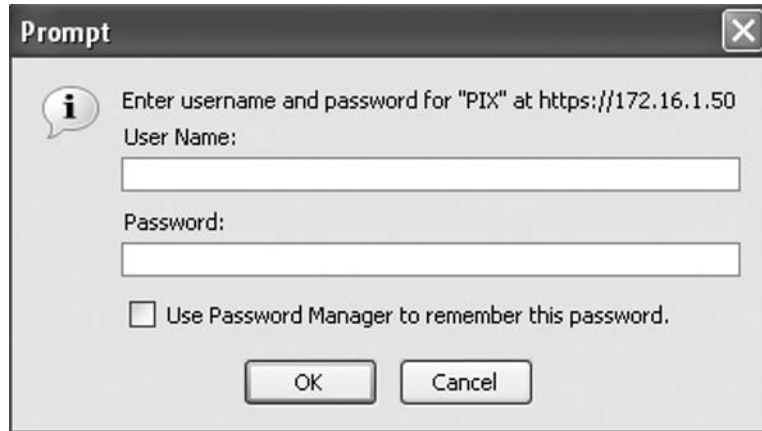 Prompt
Enter username and password for "PIX" at https://172.16.1.50
User Name:
Password:
Use Password Manager to remember this password.
OK
Cancel